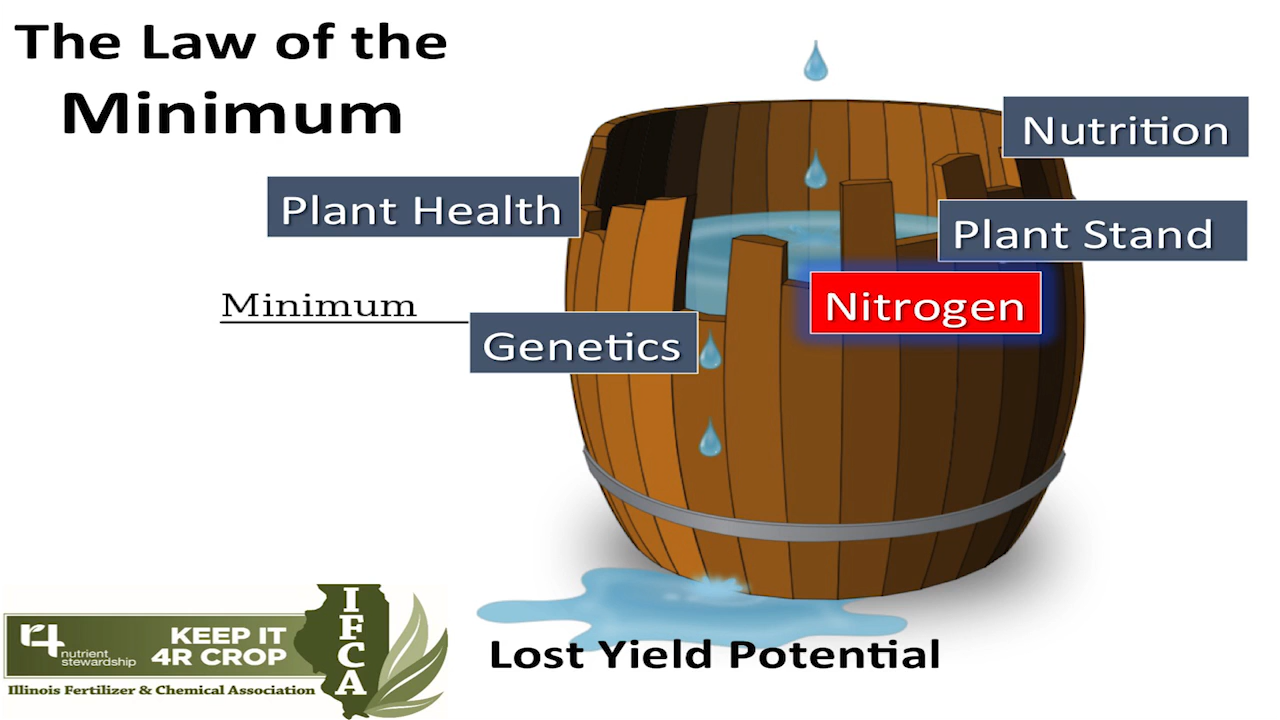 The Law of the
Minimum
Nutrition
Plant Health
Plant Stand
Minimum
Nitrogen
Genetics
Lost Yield Potential
r4 nutrient
stewardship
KEEP IT
4R CROP
IFCA
Illinois Fertilizer & Chemical Association